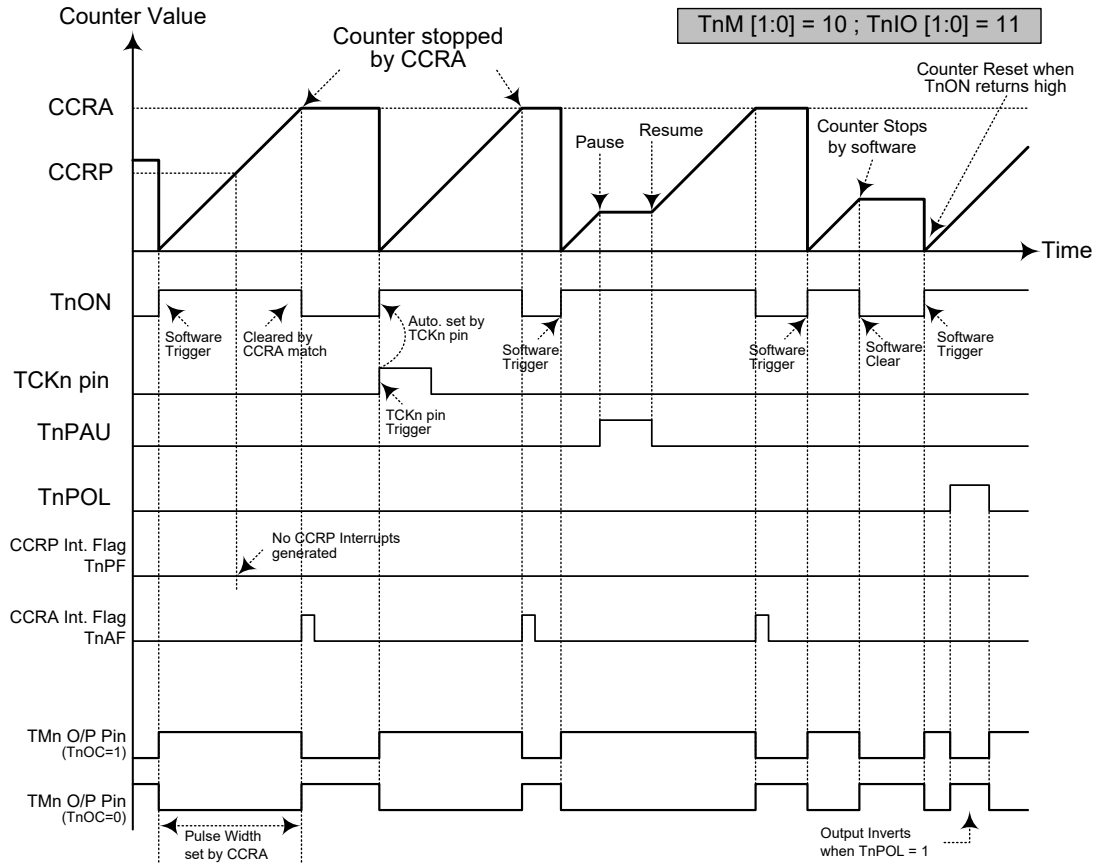 Counter Value
TnM [1:0] = 10 ; TnIO [1:0] = 11
Counter stopped
by CCRA
Counter Reset when
TnON returns high
CCRA
Counter Stops
by software
Pause
Resume
CCRP
Time
TnON
Software
Trigger
Cleared by
CCRA match
Auto. set by
TCKn pin
Software
Trigger
Software
Trigger
Software
Clear
Software
Trigger
TCKn pin
TCKn pin
Trigger
TnPAU
TnPOL
CCRP Int. Flag
TnPF
No CCRP Interrupts
generated
CCRA Int. Flag
TnAF
TMn O/P Pin
(TnOC=1)
TMn O/P Pin
(TnOC=0)
Pulse Width
set by CCRA
Output Inverts
when TnPOL = 1